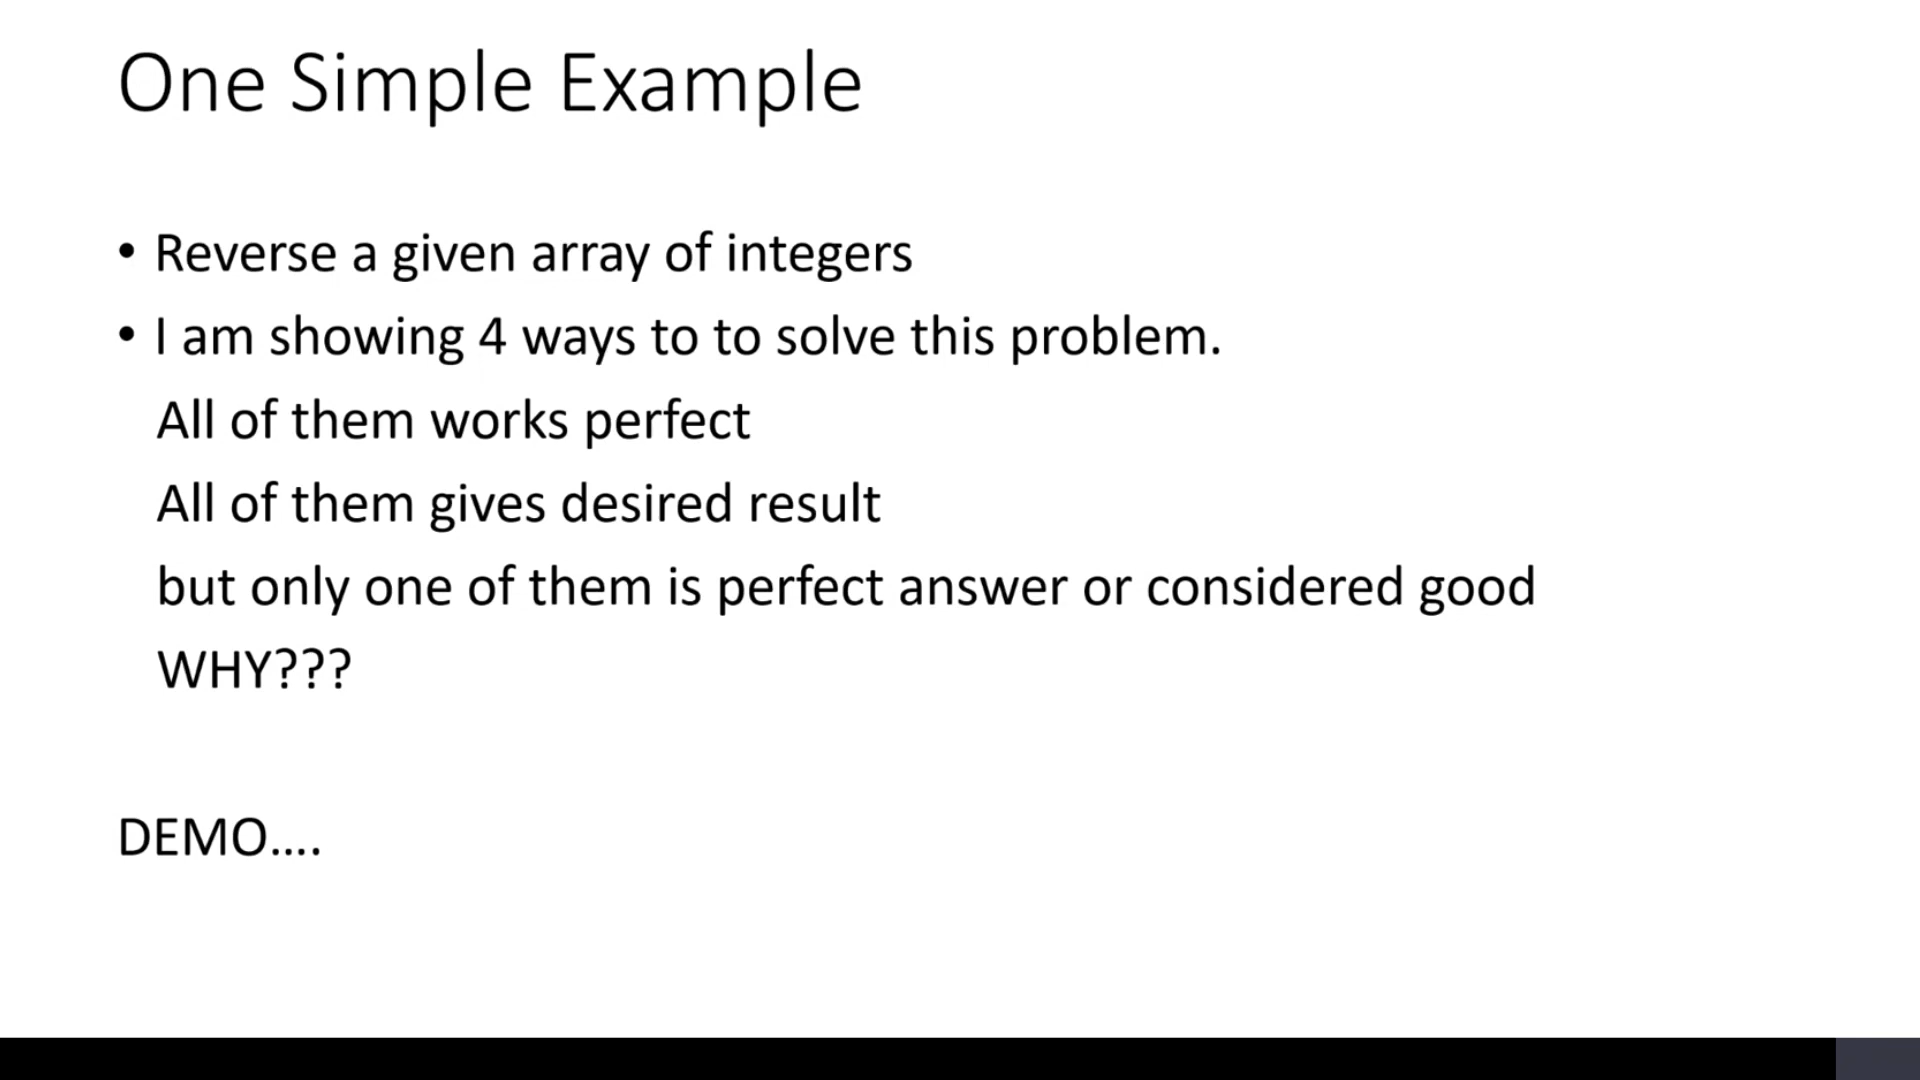 One Simple Example
• Reverse a given array of integers
• I am showing 4 ways to to solve this problem.
All of them works perfect
All of them gives desired result
but only one of them is perfect answer or considered good
WHY???
DEMO....